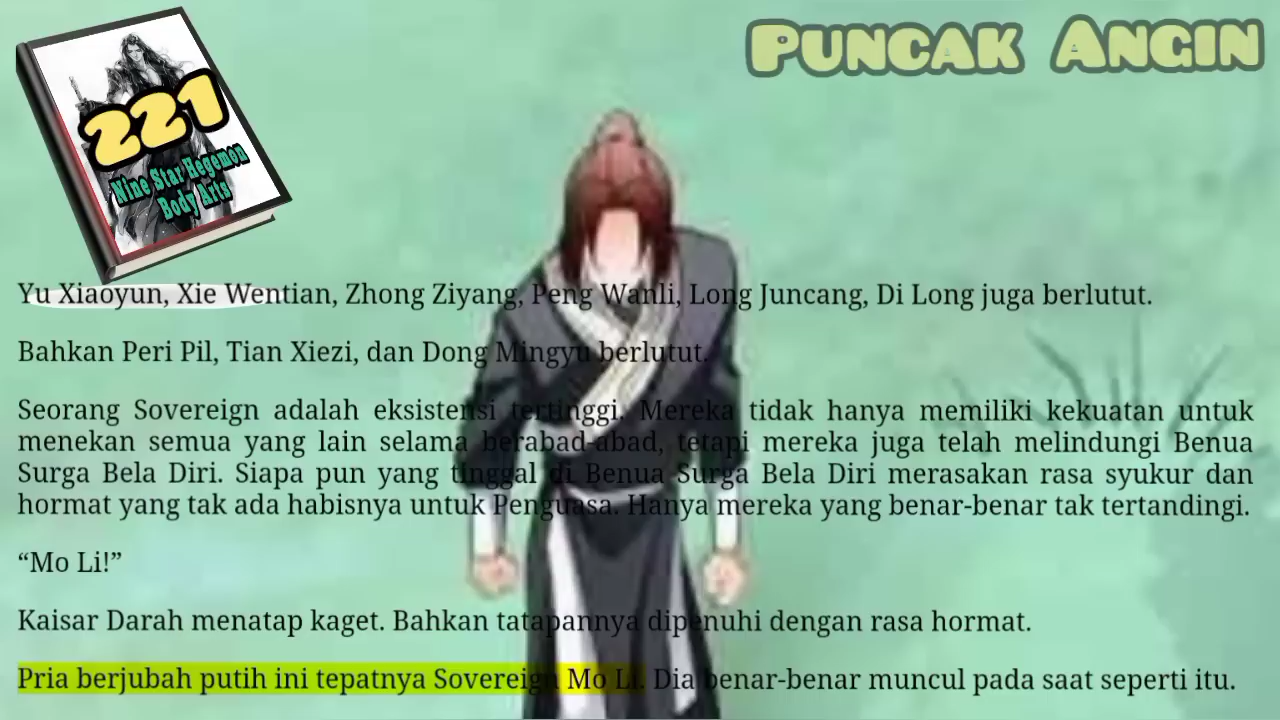 Puncak Angin
221
Nine Star Hegemon
Body Arts
Yu Xiaoyun, Xie Wentian, Zhong Ziyang, Peng Wanli, Long Juncang, Di Long juga berlutut.
Bahkan Peri Pil, Tian Xiezi, dan Dong Mingyu berlutut.
Seorang Sovereign adalah eksistensi tertinggi. Mereka tidak hanya memiliki kekuatan untuk
menekan semua yang lain selama berabad-abad, tetapi mereka juga telah melindungi Benua
Surga Bela Diri. Siapa pun yang tinggal di Benua Surga Bela Diri merasakan rasa syukur dan
hormat yang tak ada habisnya untuk Penguasa. Hanya mereka yang benar-benar tak tertandingi.
“Mo Li!”
Kaisar Darah menatap kaget. Bahkan tatapannya dipenuhi dengan rasa hormat.
Pria berjubah putih ini tepatnya Sovereign Mo Li. Dia benar-benar muncul pada saat seperti itu.